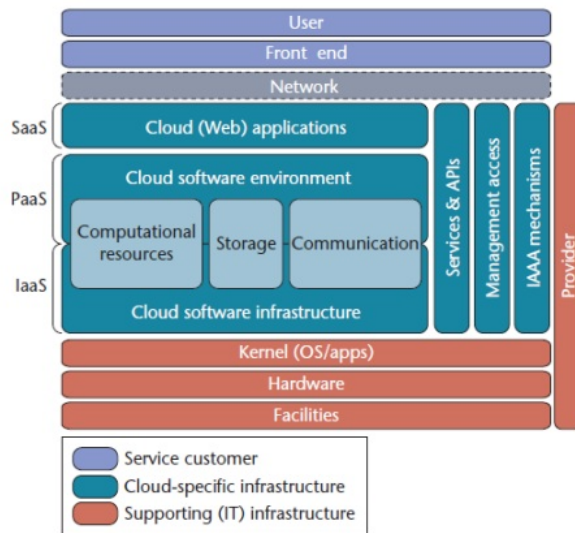 User
Front end
Network
SaaS
Cloud (Web) applications
PaaS
Cloud software environment
Computational
resources
Storage
Communication
IaaS
Cloud software infrastructure
Services & APIs
Management access
IAAA mechanisms
Provider
Kernel (OS/apps)
Hardware
Facilities
Service customer
Cloud-specific infrastructure
Supporting (IT) infrastructure